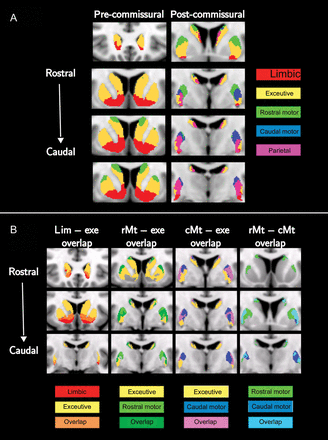 A
Pre-commissural Post-commissural
Rostral
Caudal
Limbic
Exceutive
Rostral motor
Caudal motor
Parietail
B
Lim – exe overlap
rMt – exe overlap
cMt – exe overlap
rMt – cMt overlap
Rostral
Caudal
Limbic Exceutive Exceutive Rostral motor
Exceutive Rostral motor Caudal motor Caudal motor
Overlap Overlap Overlap Overlap